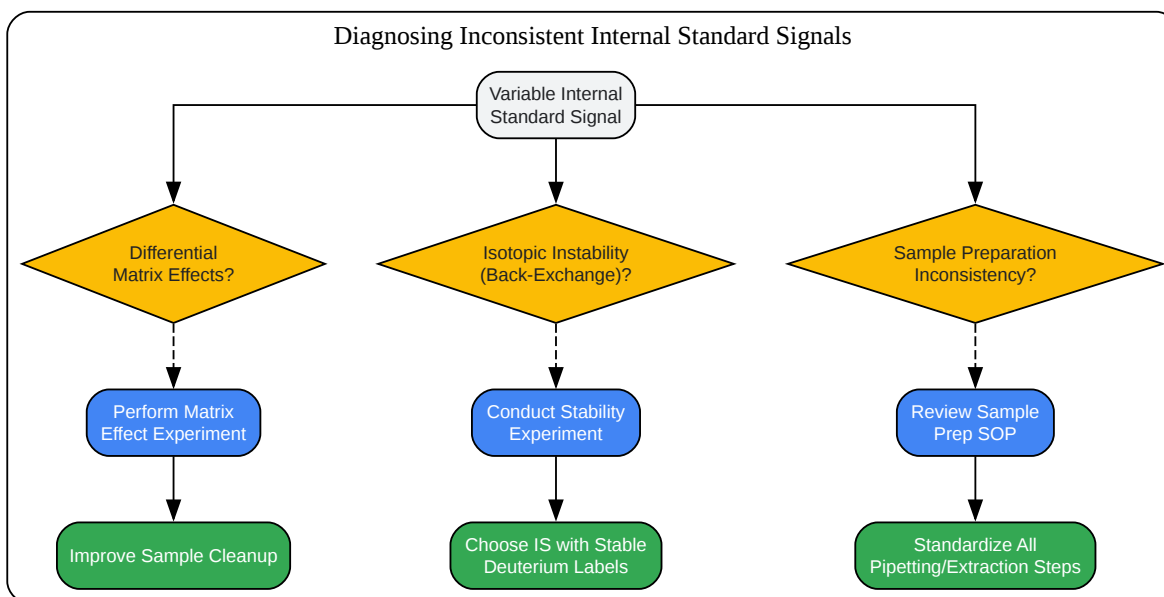 Diagnosing Inconsistent Internal Standard Signals
Variable Internal
Standard Signal
Differential
Matrix Effects?
Isotopic Instability
(Back-Exchange)?
Sample Preparation
Inconsistency?
Perform Matrix
Effect Experiment
Conduct Stability
Experiment
Review Sample
Prep SOP
Improve Sample Cleanup
Choose IS with Stable
Deuterium Labels
Standardize All
Pipetting/Extraction Steps